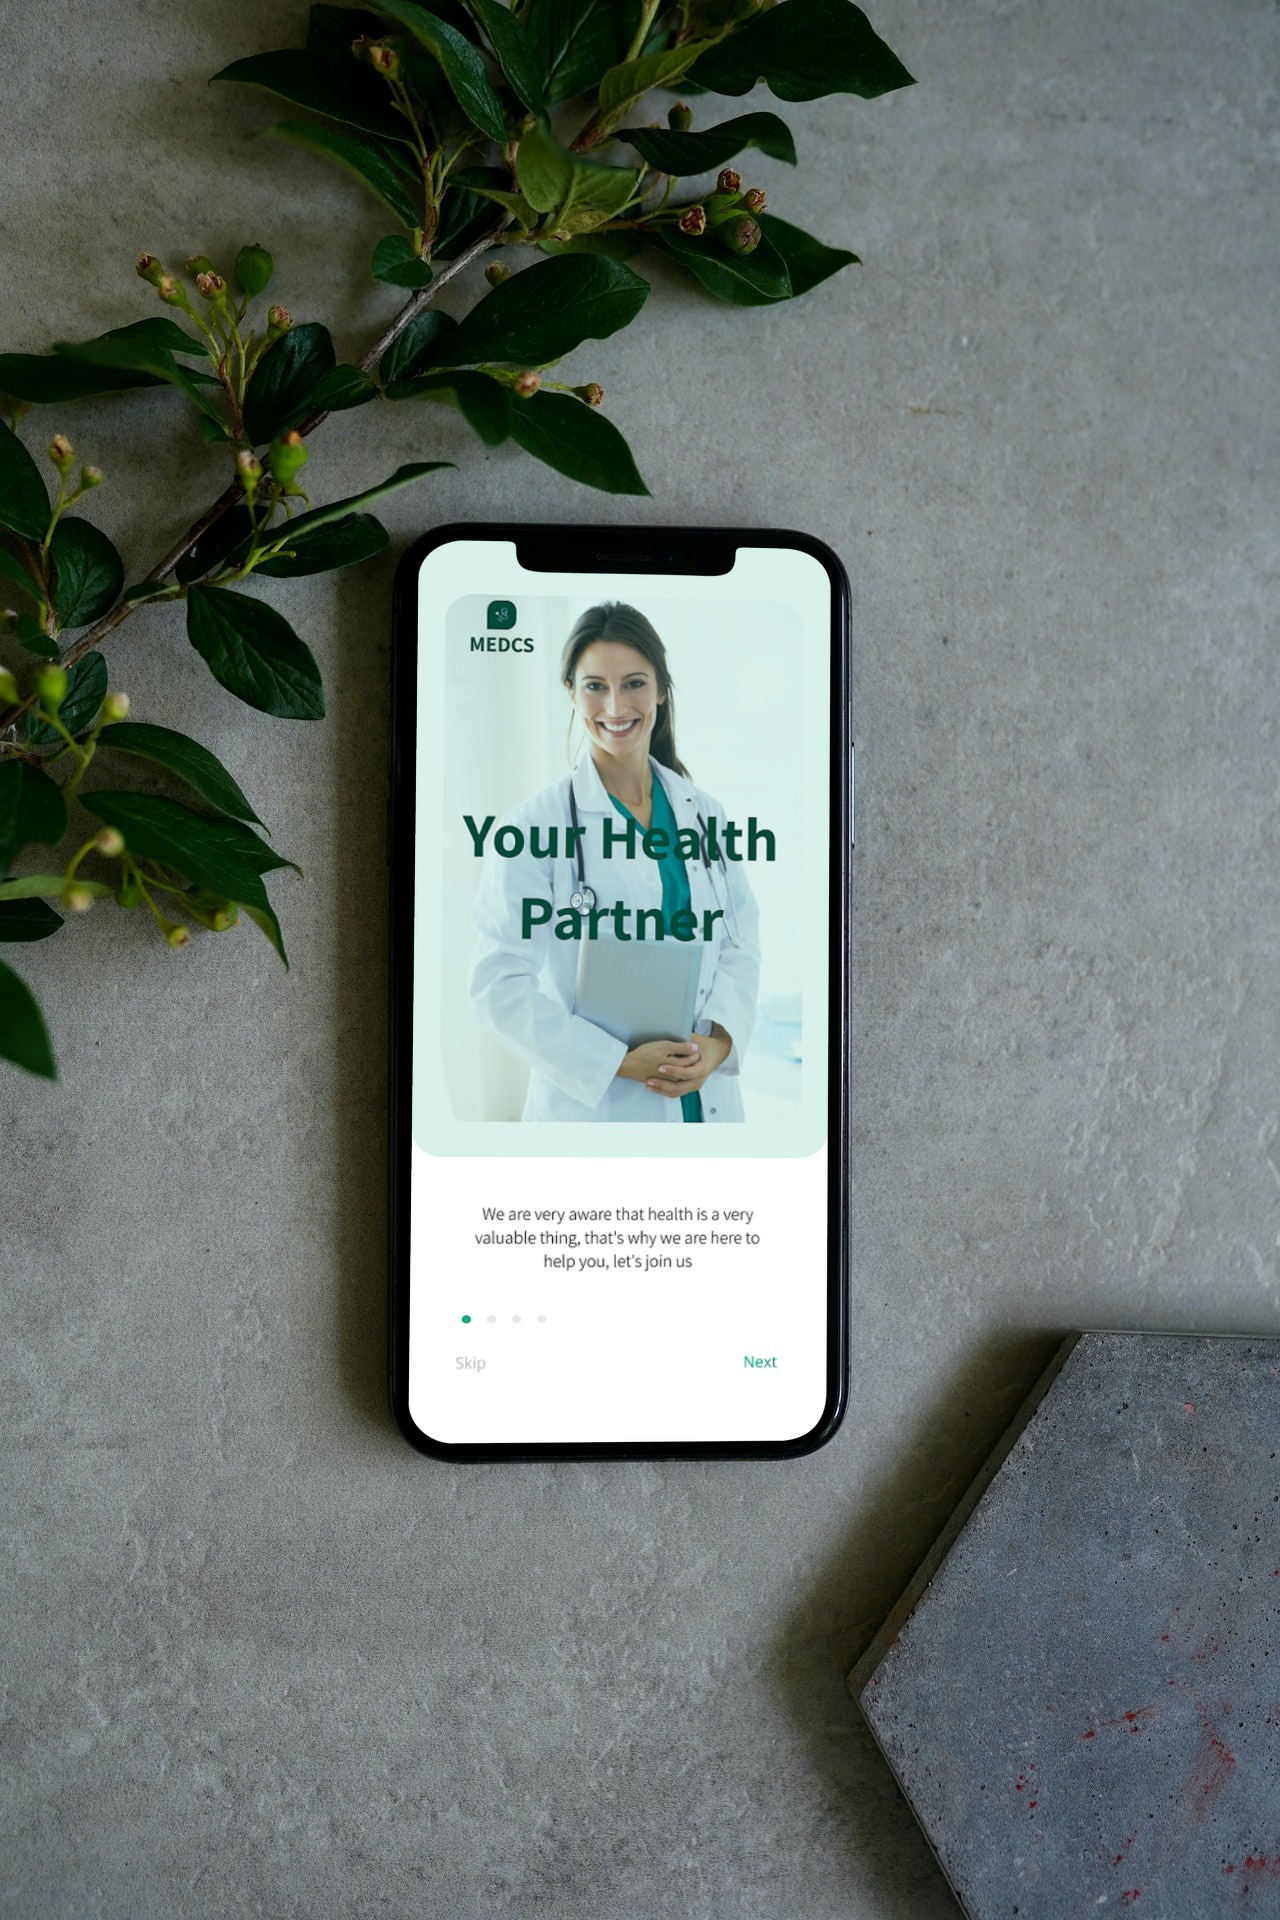 MEDCS
Your Health
Partner
We are very aware that health is a very
valuable thing, that's why we are here to
help you, let's join us
Skip
Next